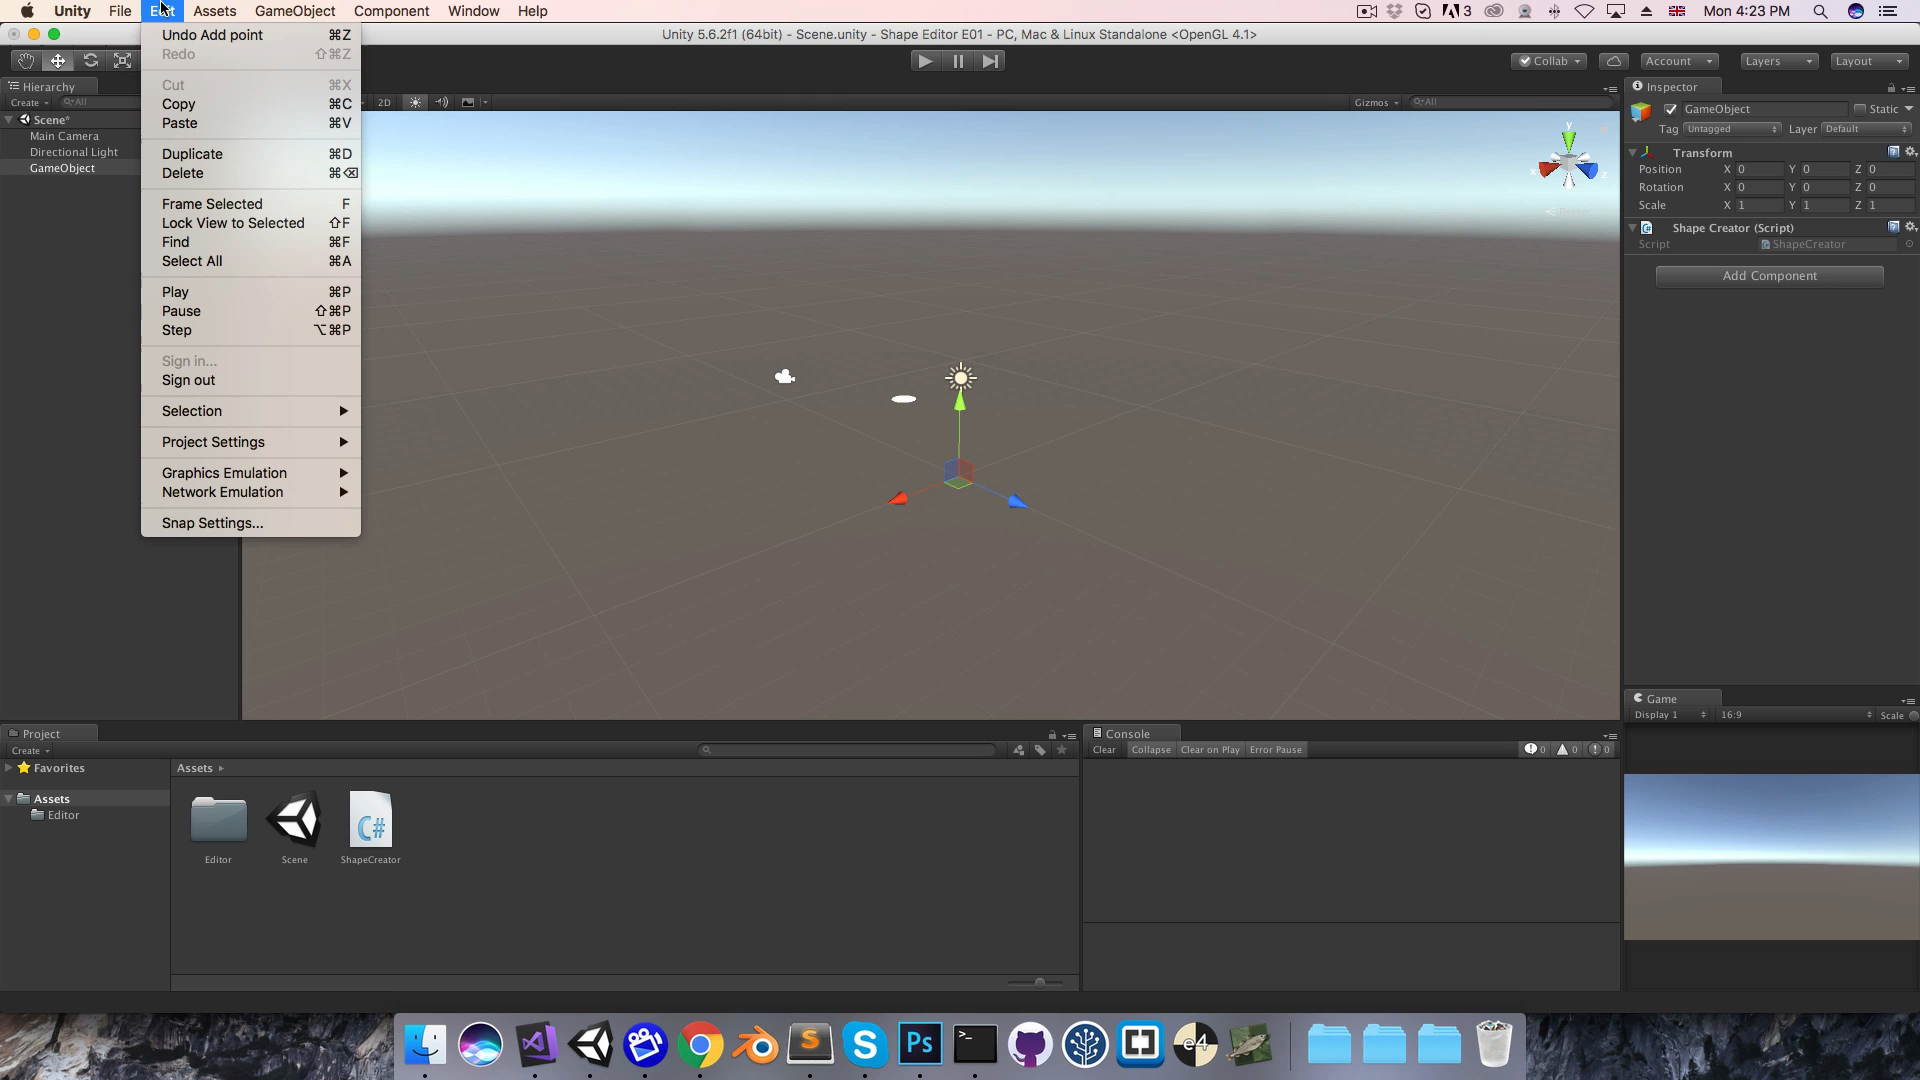 Unity File Edit Assets GameObject Component Window Help
3 Mon 4:23 PM
Unity 5.6.2f1 (64bit) - Scene.unity - Shape Editor E01 - PC, Mac & Linux Standalone <OpenGL 4.1>
Collab Account Layers Layout
Undo Add point ⌘Z
Redo ⇧⌘Z
Cut ⌘X
Copy ⌘C
Paste ⌘V
Duplicate ⌘D
Delete ⌘⌫
Frame Selected F
Lock View to Selected ⇧F
Find ⌘F
Select All ⌘A
Play ⌘P
Pause ⇧⌘P
Step ⌥⌘P
Sign in...
Sign out
Selection
Project Settings
Graphics Emulation
Network Emulation
Snap Settings...
Hierarchy
Create All
Scene*
Main Camera
Directional Light
GameObject
2D
Gizmos All
y
x
z
Inspector
GameObject Static
Tag Untagged Layer Default
Transform
Position X 0 Y 0 Z 0
Rotation X 0 Y 0 Z 0
Scale X 1 Y 1 Z 1
Shape Creator (Script)
Script ShapeCreator
Add Component
Game
Display 1 16:9 Scale
Project
Create
Favorites
Assets
Editor
Assets
C#
Editor Scene ShapeCreator
Console
Clear Collapse Clear on Play Error Pause 0 0 0
S S Ps >_ e4